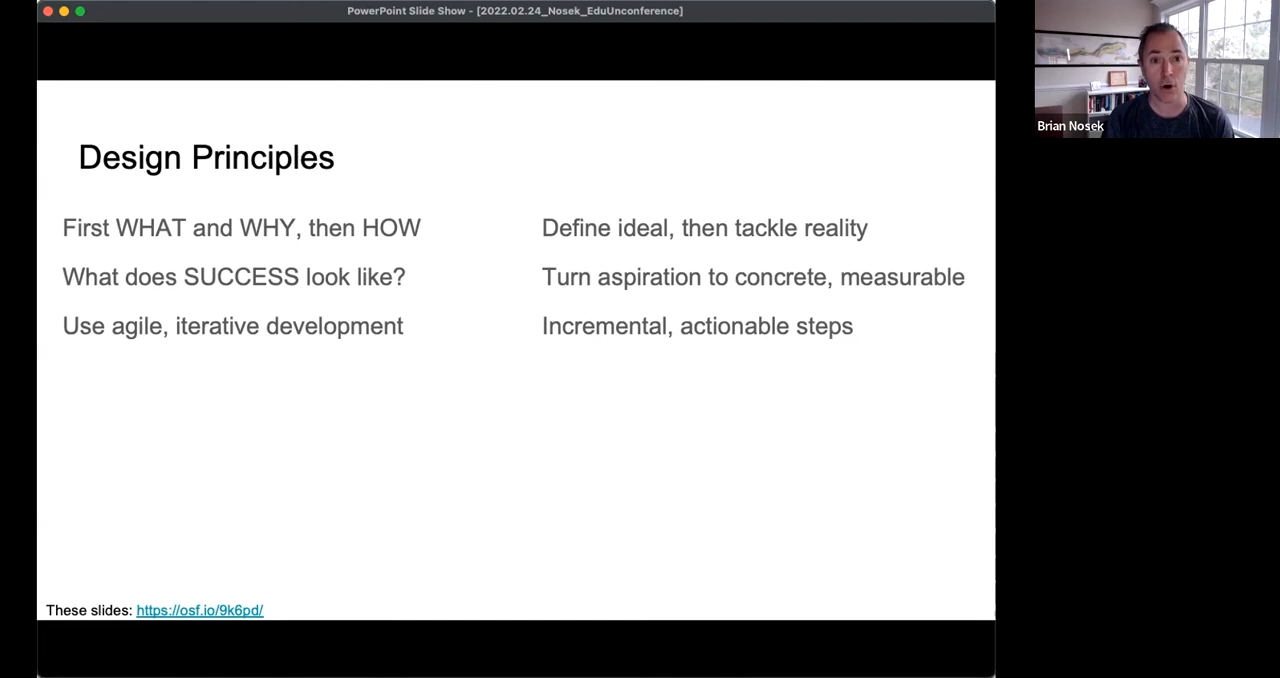 PowerPoint Slide Show - [2022.02.24_Nosek_EduUnconference]
Brian Nosek
Design Principles
First WHAT and WHY, then HOW
Define ideal, then tackle reality
What does SUCCESS look like?
Turn aspiration to concrete, measurable
Use agile, iterative development
Incremental, actionable steps
These slides: https://osf.io/9k6pd/